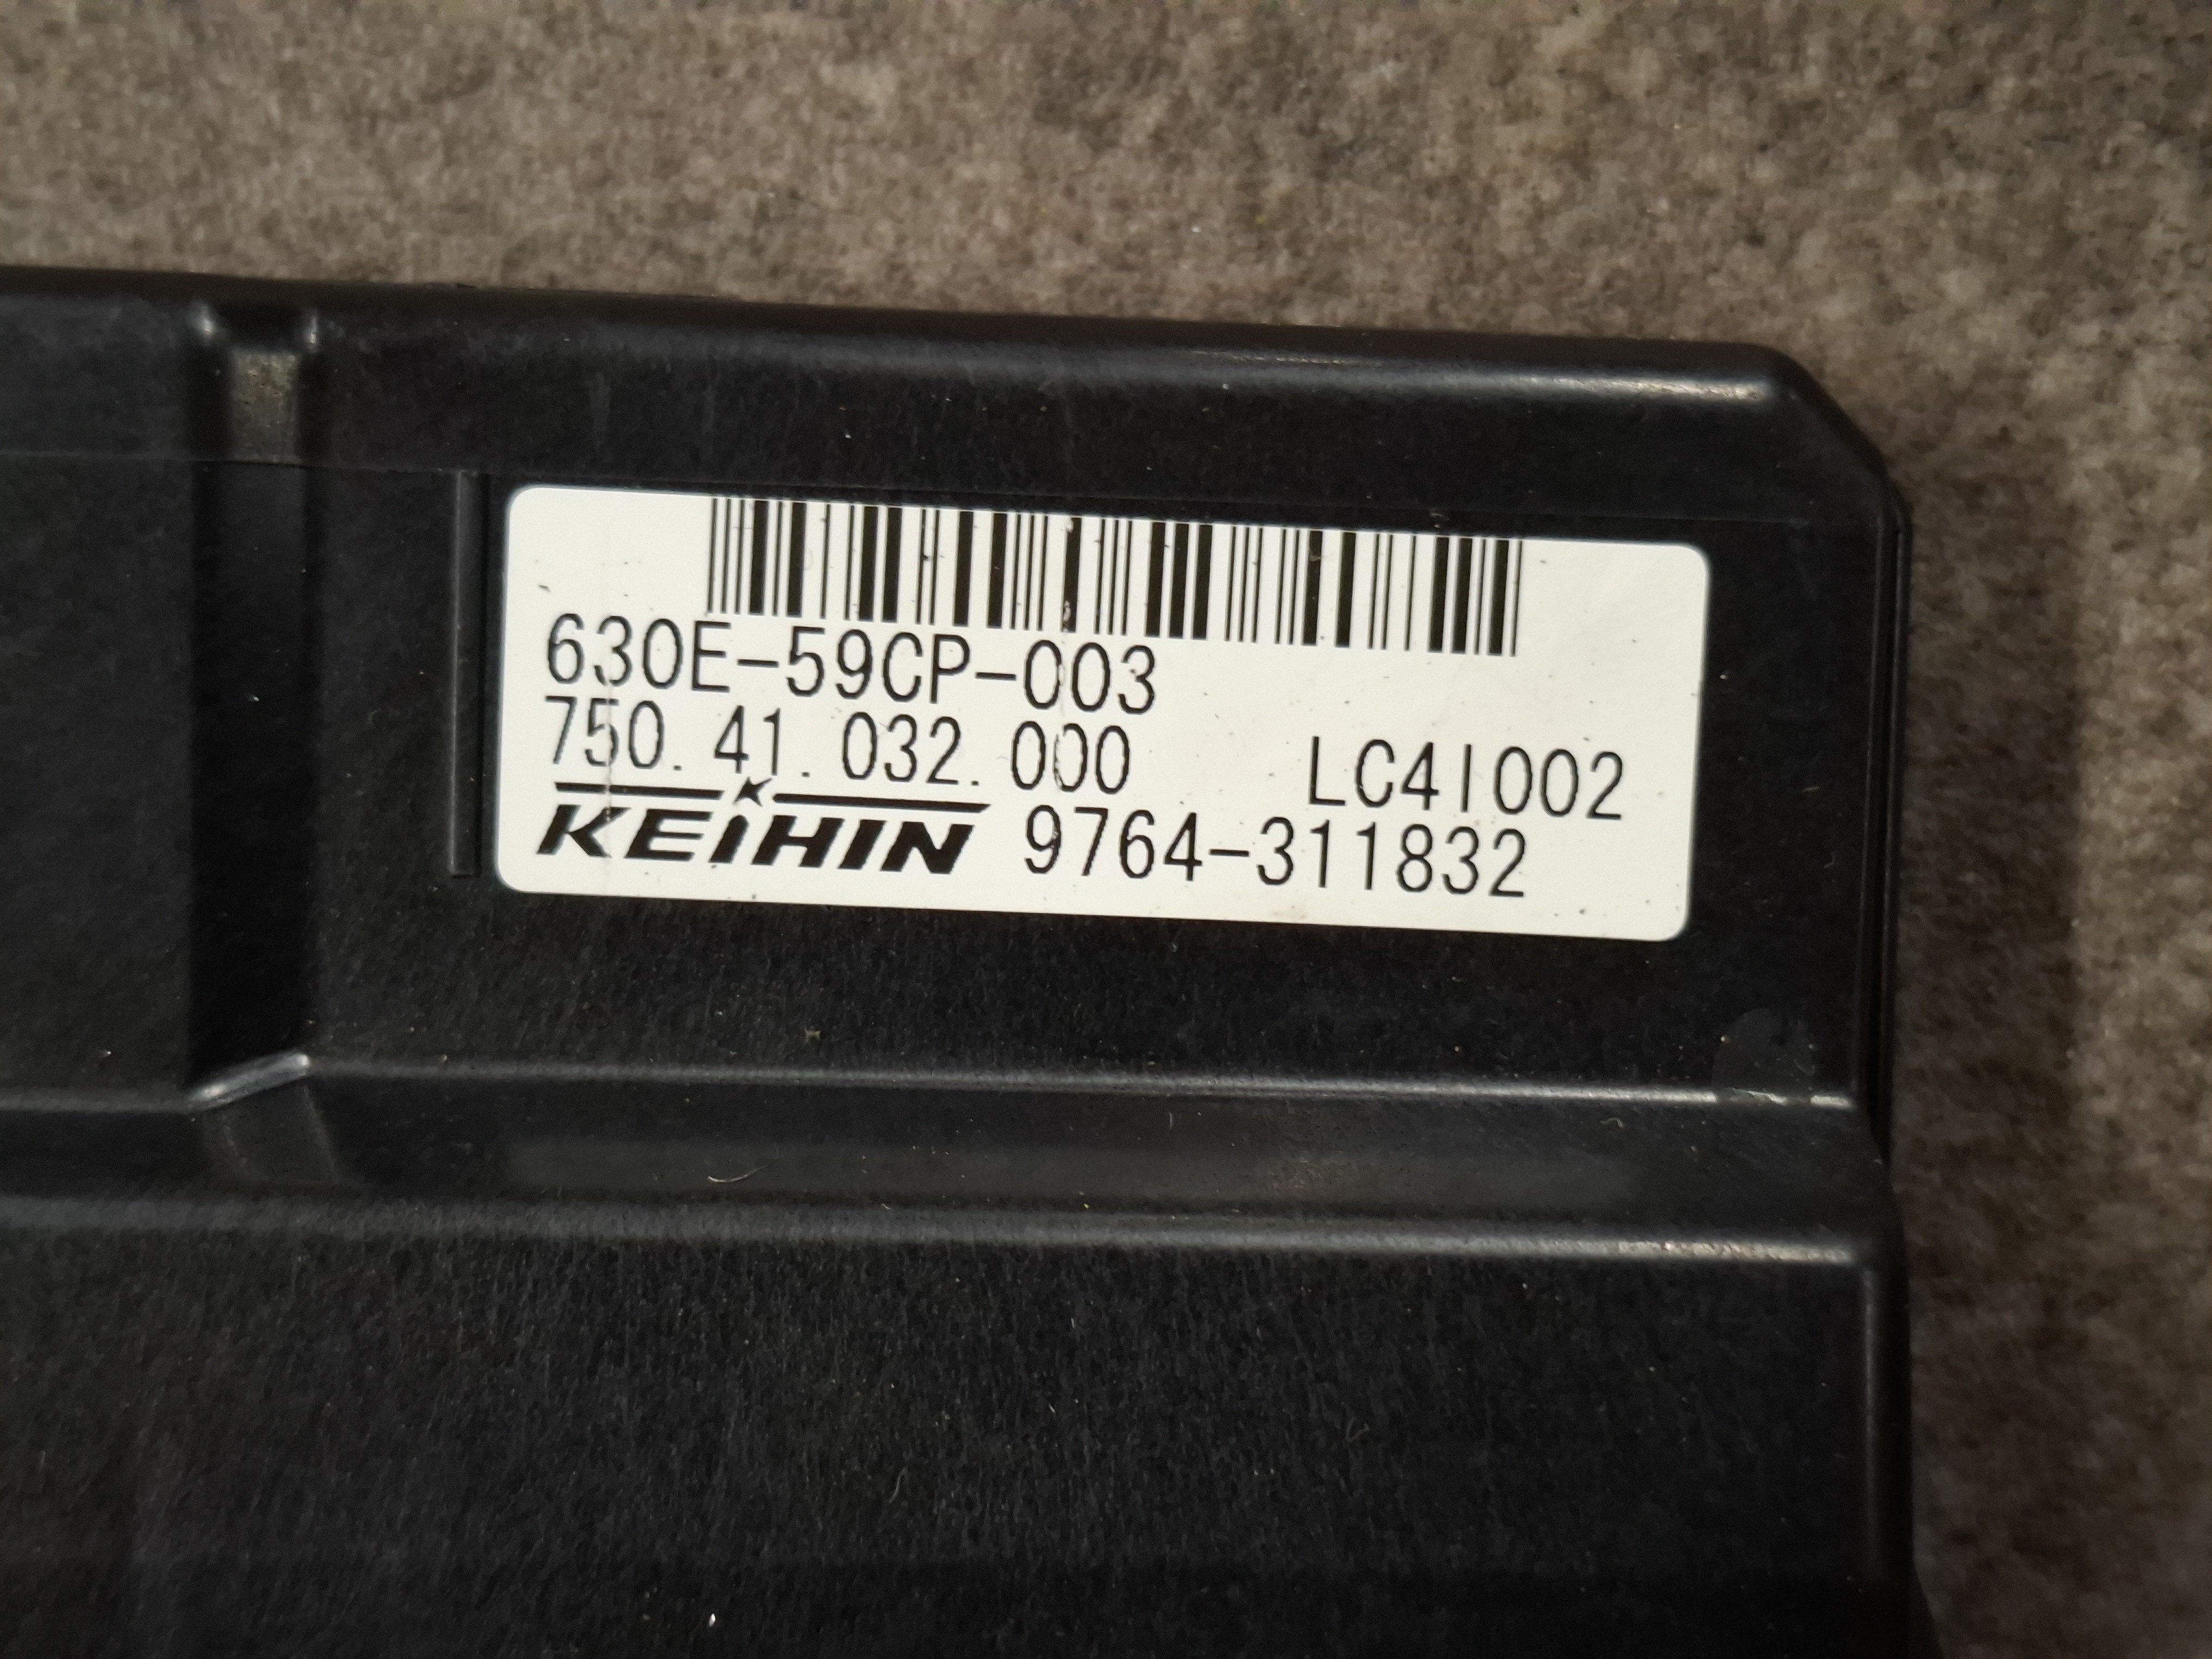 630E-59CP-003
750.41.032.000 LC4I002
KEIHIN 9764-311832